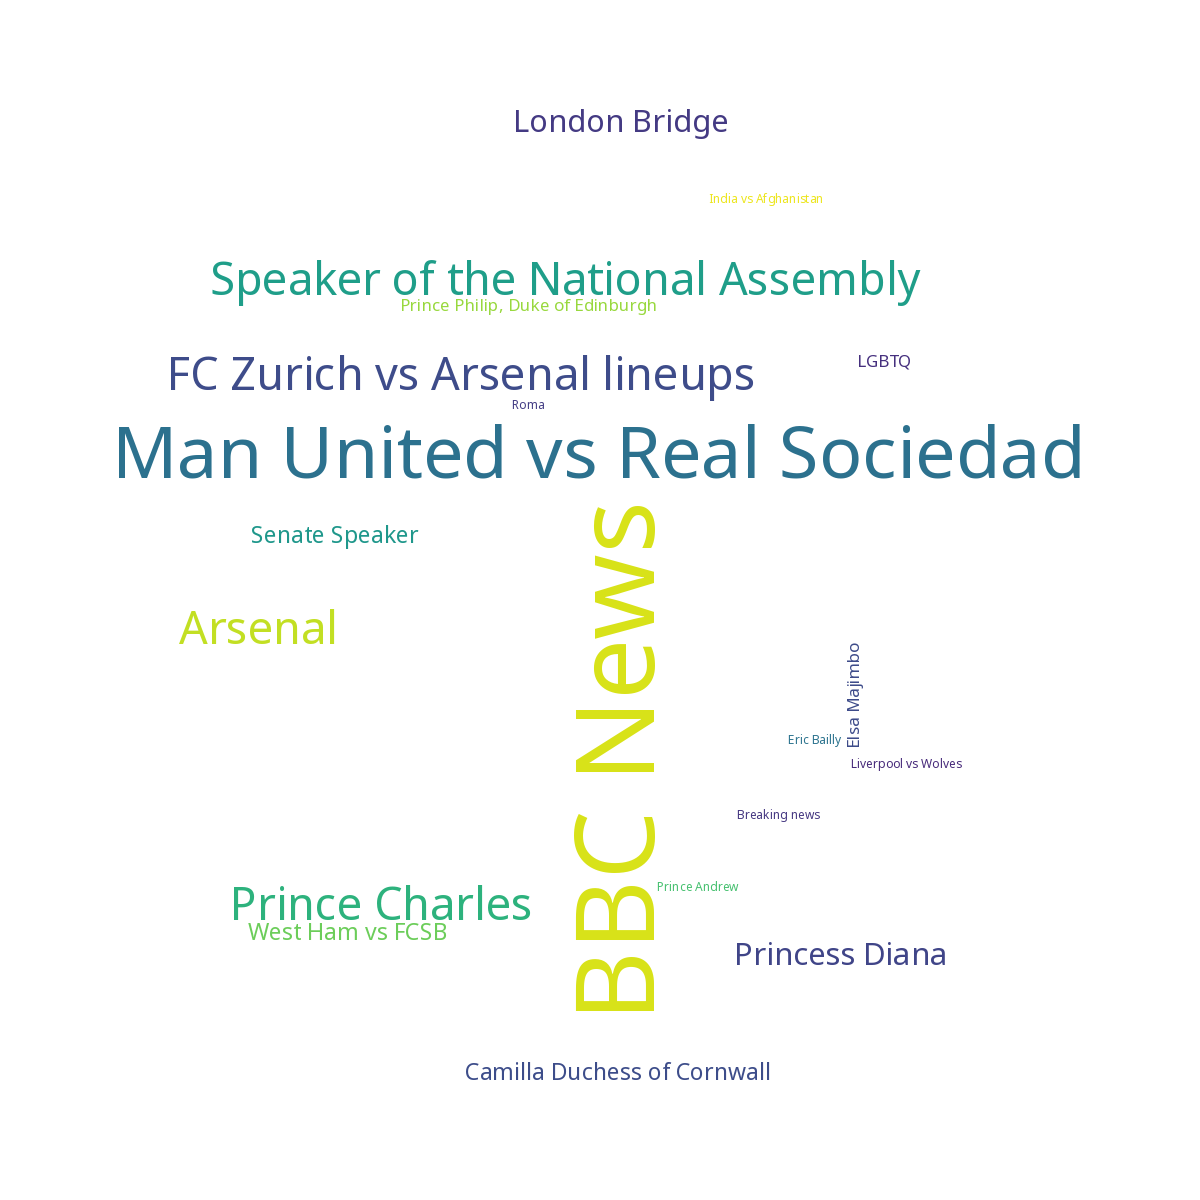 London Bridge
India vs Afghanistan
Speaker of the National Assembly
Prince Philip, Duke of Edinburgh
FC Zurich vs Arsenal lineups
LGBTQ
Roma
Man United vs Real Sociedad
Senate Speaker
BBC News
Arsenal
Elsa Majimbo
Eric Bailly
Liverpool vs Wolves
Breaking news
Prince Andrew
Prince Charles
West Ham vs FCSB
Princess Diana
Camilla Duchess of Cornwall